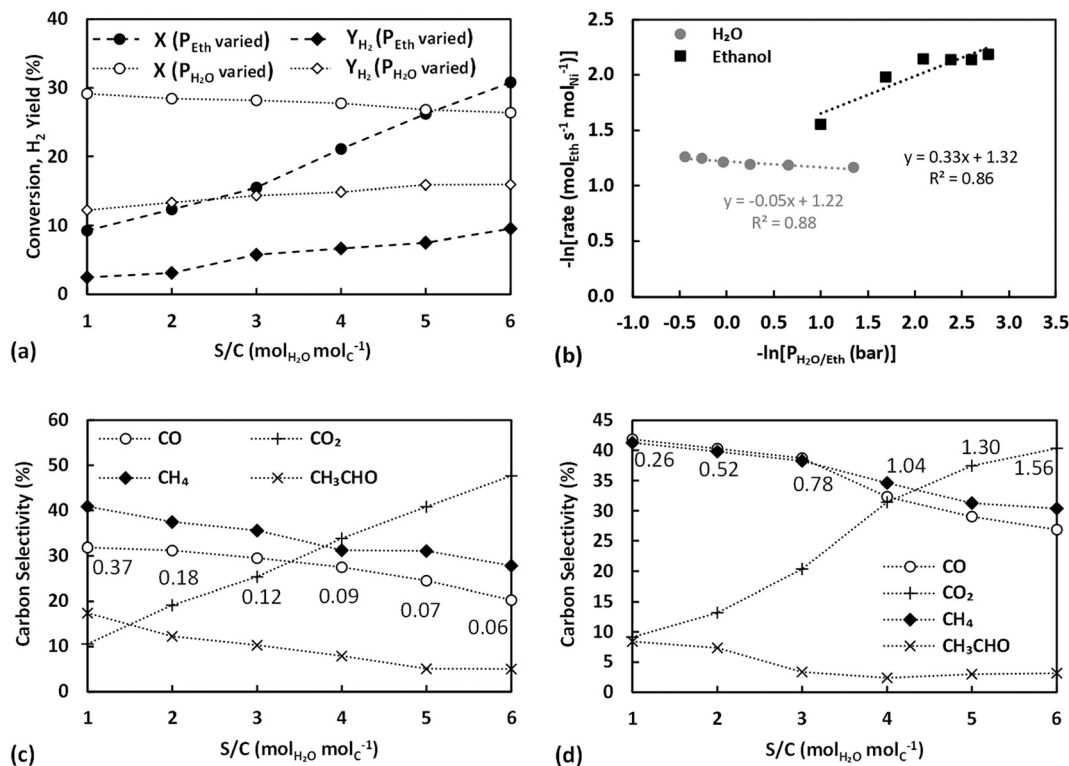 Conversion, H₂ Yield (%)
40
30
20
10
0
X (P_Eth varied)
Y_H₂ (P_Eth varied)
X (P_H₂O varied)
Y_H₂ (P_H₂O varied)
1 2 3 4 5 6
(a)
S/C (mol_H₂O mol_C⁻¹)
-ln[rate (mol_Eth s⁻¹ mol_Ni⁻¹)]
2.5
2.0
1.5
1.0
0.5
0.0
H₂O
Ethanol
y = 0.33x + 1.32
R² = 0.86
y = -0.05x + 1.22
R² = 0.88
-1.0 -0.5 0.0 0.5 1.0 1.5 2.0 2.5 3.0 3.5
(b)
-ln[P_H₂O/Eth (bar)]
Carbon Selectivity (%)
60
50
40
30
20
10
0
CO
CO₂
CH₄
CH₃CHO
0.37
0.18
0.12
0.09
0.07
0.06
1 2 3 4 5 6
(c)
S/C (mol_H₂O mol_C⁻¹)
Carbon Selectivity (%)
45
40
35
30
25
20
15
10
5
0
0.26
0.52
0.78
1.04
1.30
1.56
CO
CO₂
CH₄
CH₃CHO
1 2 3 4 5 6
(d)
S/C (mol_H₂O mol_C⁻¹)